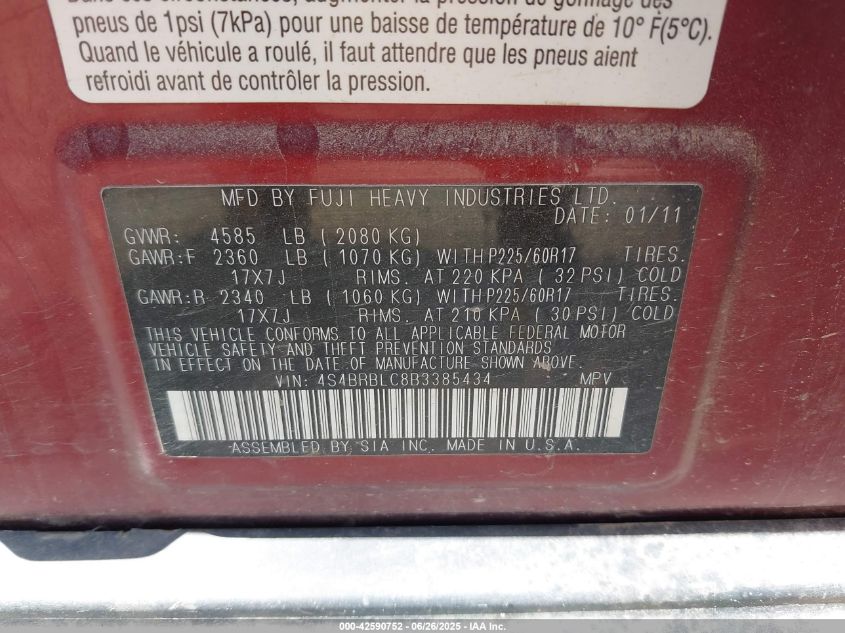 pneus de 1psi (7kPa) pour une baisse de température de 10° F(5°C).
Quand le véhicule a roulé, il faut attendre que les pneus aient
refroidi avant de contrôler la pression.
MFD BY FUJI HEAVY INDUSTRIES LTD.
DATE: 01/11
GVWR: 4585 LB ( 2080 KG)
GAWR:F 2360 LB ( 1070 KG) WITH P225/60R17 TIRES.
17X7J RIMS. AT 220 KPA ( 32 PSI) COLD
GAWR:R 2340 LB ( 1060 KG) WITH P225/60R17 TIRES.
17X7J RIMS. AT 210 KPA ( 30 PSI) COLD
THIS VEHICLE CONFORMS TO ALL APPLICABLE FEDERAL MOTOR
VEHICLE SAFETY AND THEFT PREVENTION STANDARDS
IN EFFECT ON THE DATE OF MANUFACTURE SHOWN ABOVE.
VIN: 4S4BRBLC8B3385434 MPV
ASSEMBLED BY SIA INC. MADE IN U.S.A.
000-42590752 - 06/26/2025 - IAA Inc.